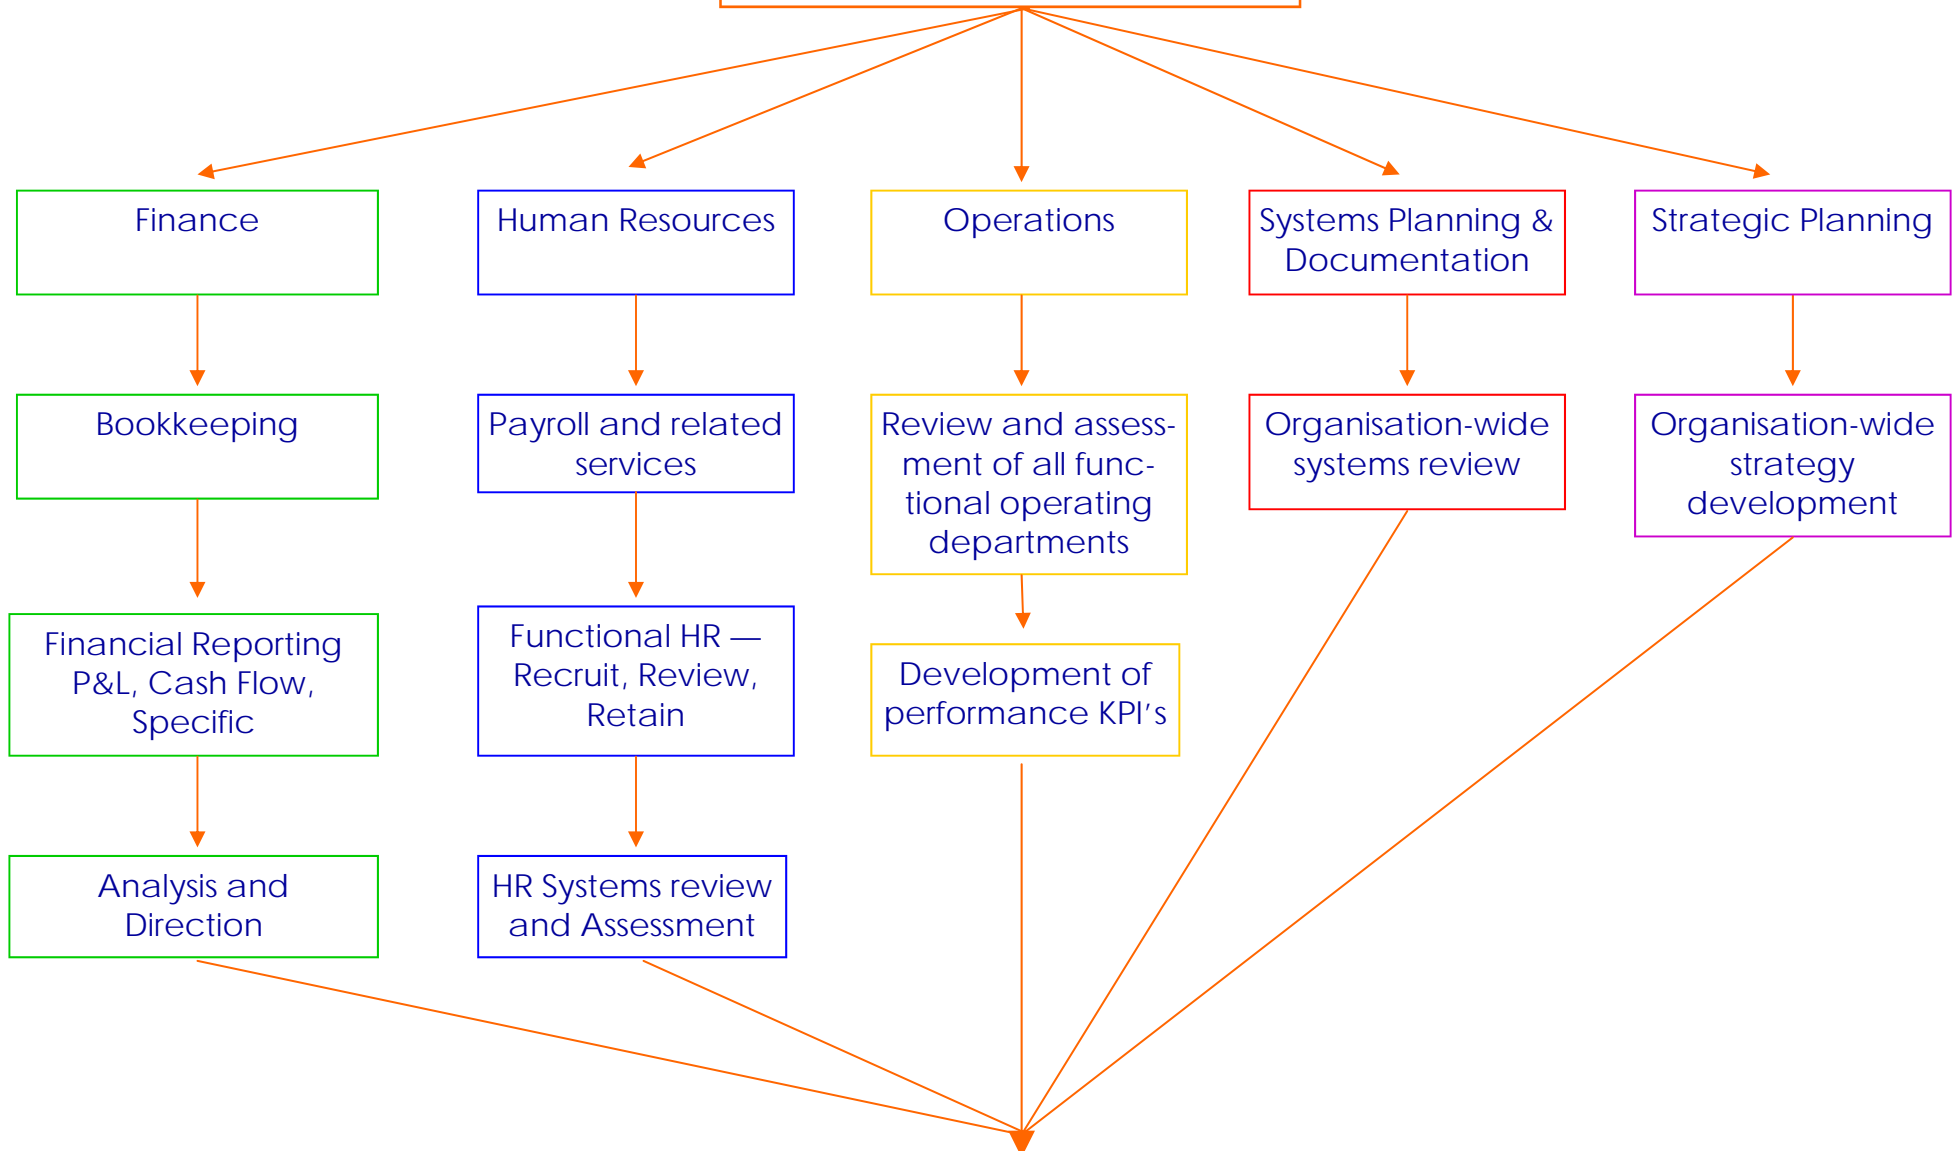 Finance
Human Resources
Operations
Systems Planning &
Documentation
Strategic Planning
Bookkeeping
Payroll and related
services
Review and assess-
ment of all func-
tional operating
departments
Organisation-wide
systems review
Organisation-wide
strategy
development
Financial Reporting
P&L, Cash Flow,
Specific
Functional HR —
Recruit, Review,
Retain
Development of
performance KPI’s
Analysis and
Direction
HR Systems review
and Assessment